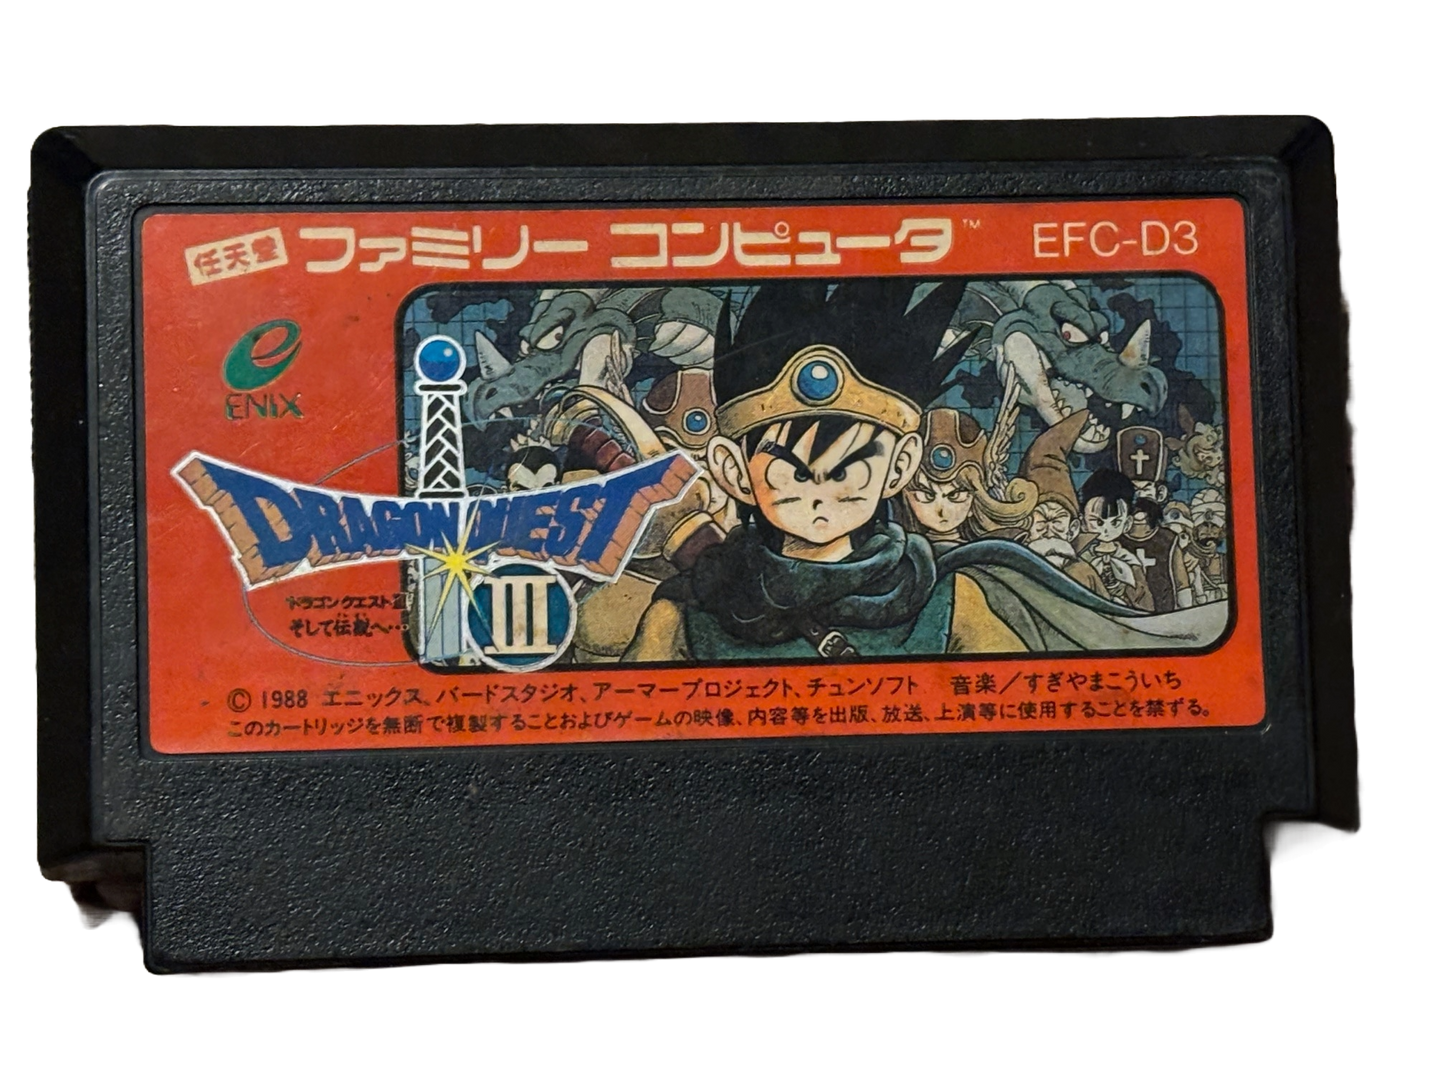 任天堂 ファミリー コンピュータ™ EFC-D3
e
ENIX
DRAGON QUEST
III
ドラゴンクエストIII
そして伝説へ…
© 1988 エニックス、バードスタジオ、アーマープロジェクト、チュンソフト 音楽/すぎやまこういち
このカートリッジを無断で複製することおよびゲームの映像、内容等を出版、放送、上演等に使用することを禁ずる。